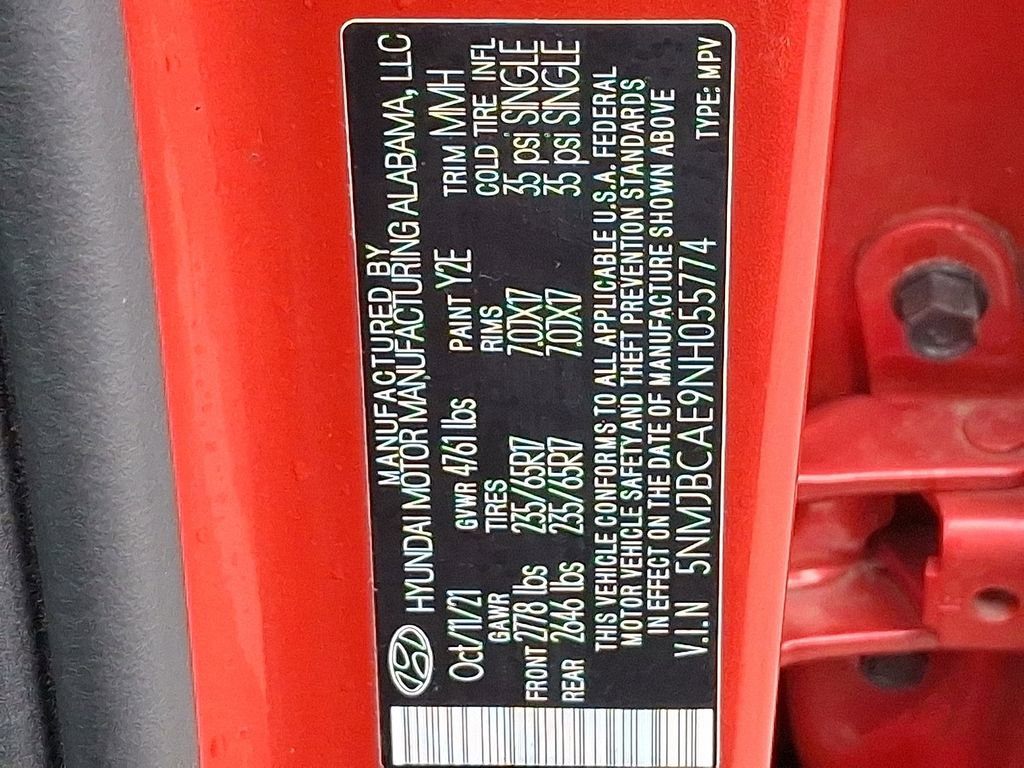 MANUFACTURED BY
HYUNDAI MOTOR MANUFACTURING ALABAMA, LLC
Oct/11/21 GVWR 4761 lbs PAINT Y2E TRIM MMH
GAWR TIRES RIMS COLD TIRE INFL
FRONT 2778 lbs 235/65R17 7.0JX17 35 psi SINGLE
REAR 2646 lbs 235/65R17 7.0JX17 35 psi SINGLE
THIS VEHICLE CONFORMS TO ALL APPLICABLE U.S.A. FEDERAL
MOTOR VEHICLE SAFETY AND THEFT PREVENTION STANDARDS
IN EFFECT ON THE DATE OF MANUFACTURE SHOWN ABOVE
V.I.N 5NMJBCAE9NH055774 TYPE: MPV